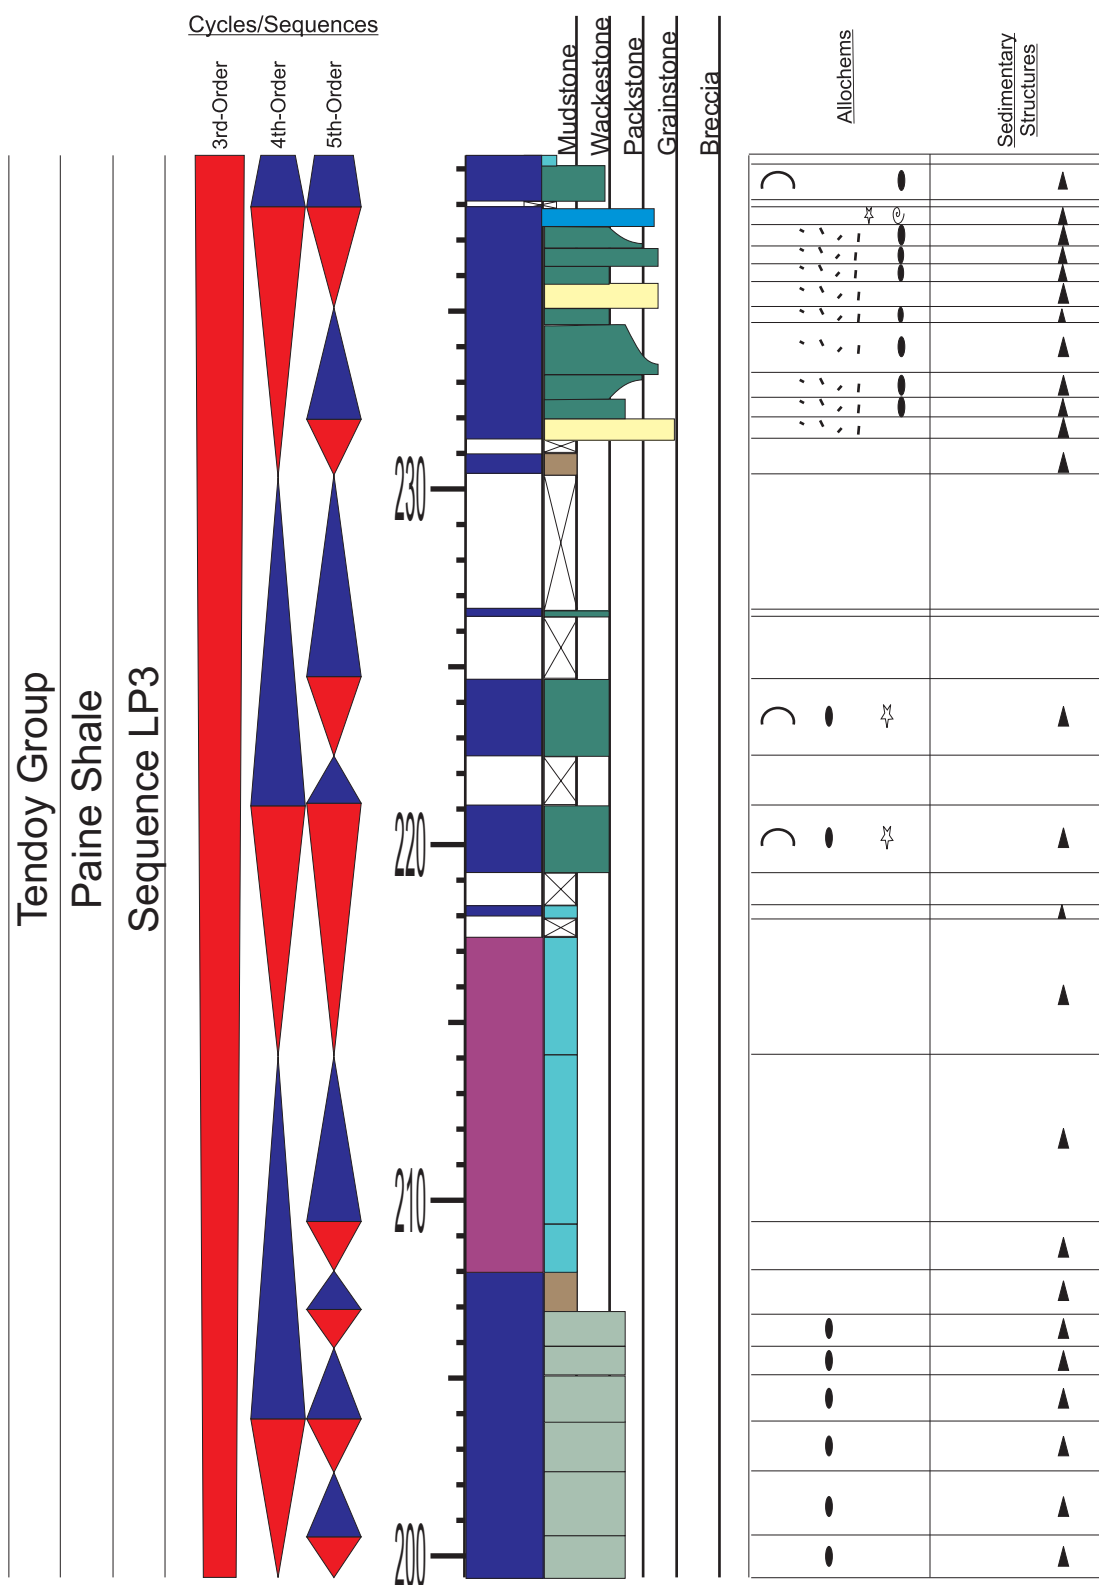 Cycles/Sequences
3rd-Order
4th-Order
5th-Order
Mudstone
Wackestone
Packstone
Grainstone
Breccia
Allochems
Sedimentary
Structures
Tendoy Group
Paine Shale
Sequence LP3
230
220
210
200